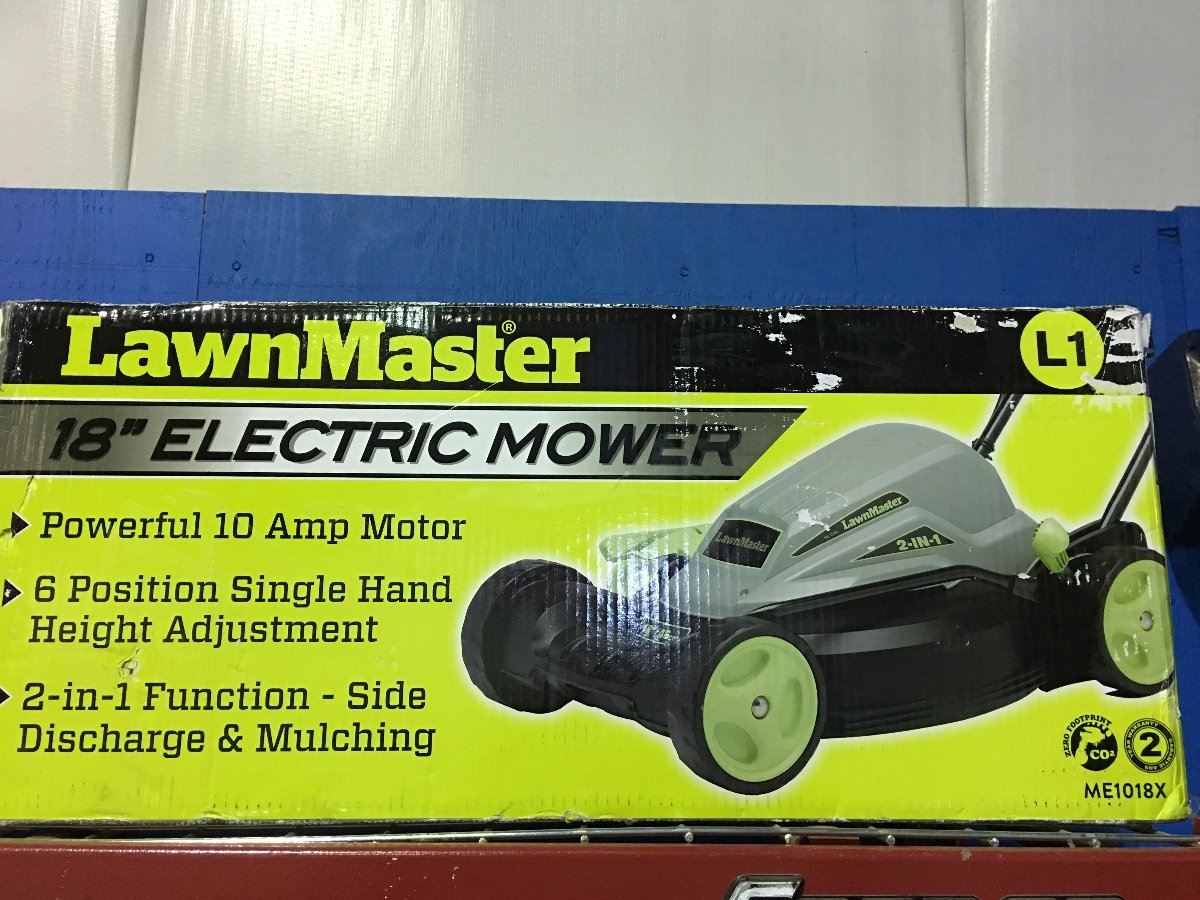 LawnMaster®
L1
18" ELECTRIC MOWER
Powerful 10 Amp Motor
6 Position Single Hand
Height Adjustment
2-in-1 Function - Side
Discharge & Mulching
LawnMaster
LawnMaster
2-IN-1
ZERO FOOTPRINT
CO²
2
ME1018X